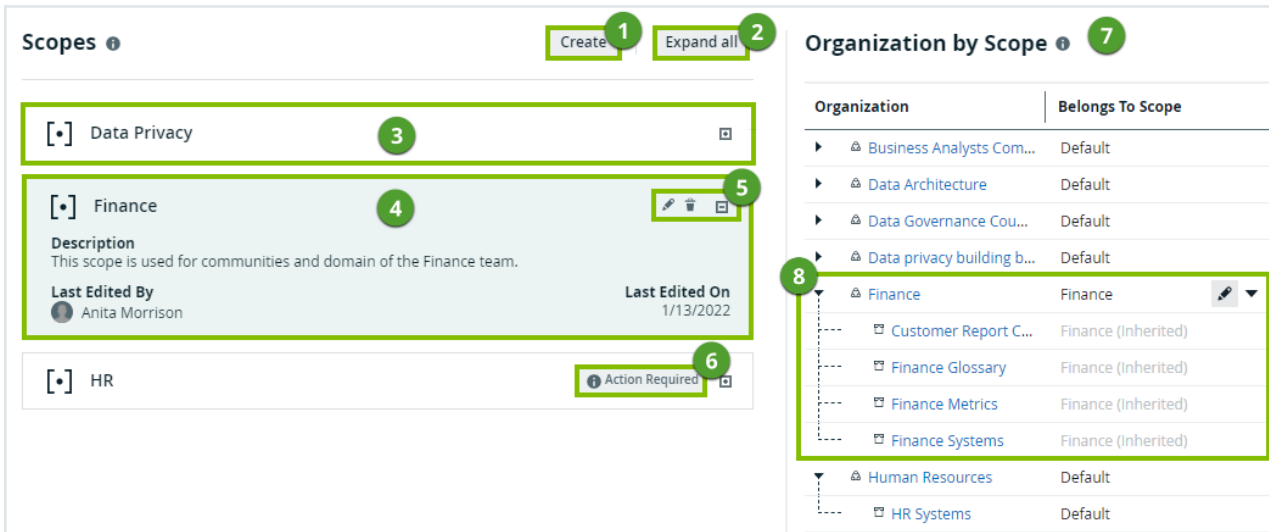 Scopes
Create
1
Expand all
2
Data Privacy
3
Finance
4
5
Description
This scope is used for communities and domain of the Finance team.
Last Edited By
Last Edited On
Anita Morrison
1/13/2022
HR
Action Required
6
Organization by Scope
7
Organization
Belongs To Scope
Business Analysts Com...
Default
Data Architecture
Default
Data Governance Cou...
Default
Data privacy building b...
Default
8
Finance
Finance
Customer Report C...
Finance (Inherited)
Finance Glossary
Finance (Inherited)
Finance Metrics
Finance (Inherited)
Finance Systems
Finance (Inherited)
Human Resources
Default
HR Systems
Default